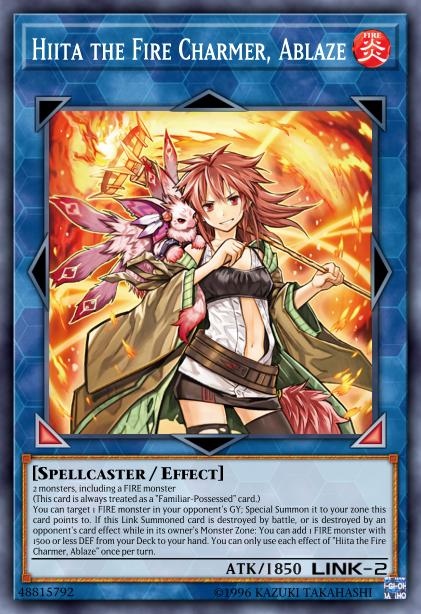 HIITA THE FIRE CHARMER, ABLAZE
FIRE
炎
[SPELLCASTER / EFFECT]
2 monsters, including a FIRE monster
(This card is always treated as a "Familiar-Possessed" card.)
You can target 1 FIRE monster in your opponent's GY; Special Summon it to your zone this
card points to. If this Link Summoned card is destroyed by battle, or is destroyed by an
opponent's card effect while in its owner's Monster Zone: You can add 1 FIRE monster with
1500 or less DEF from your Deck to your hand. You can only use each effect of "Hiita the Fire
Charmer, Ablaze" once per turn.
ATK/1850 LINK-2
48815792
©1996 KAZUKI TAKAHASHI